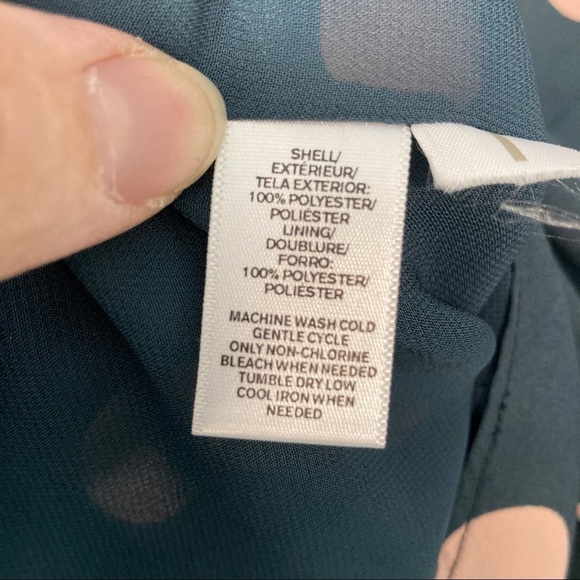 SHELL/
EXTÉRIEUR/
TELA EXTERIOR:
100% POLYESTER/
POLIÉSTER
LINING/
DOUBLURE/
FORRO:
100% POLYESTER/
POLIÉSTER
MACHINE WASH COLD
GENTLE CYCLE
ONLY NON-CHLORINE
BLEACH WHEN NEEDED
TUMBLE DRY LOW
COOL IRON WHEN
NEEDED